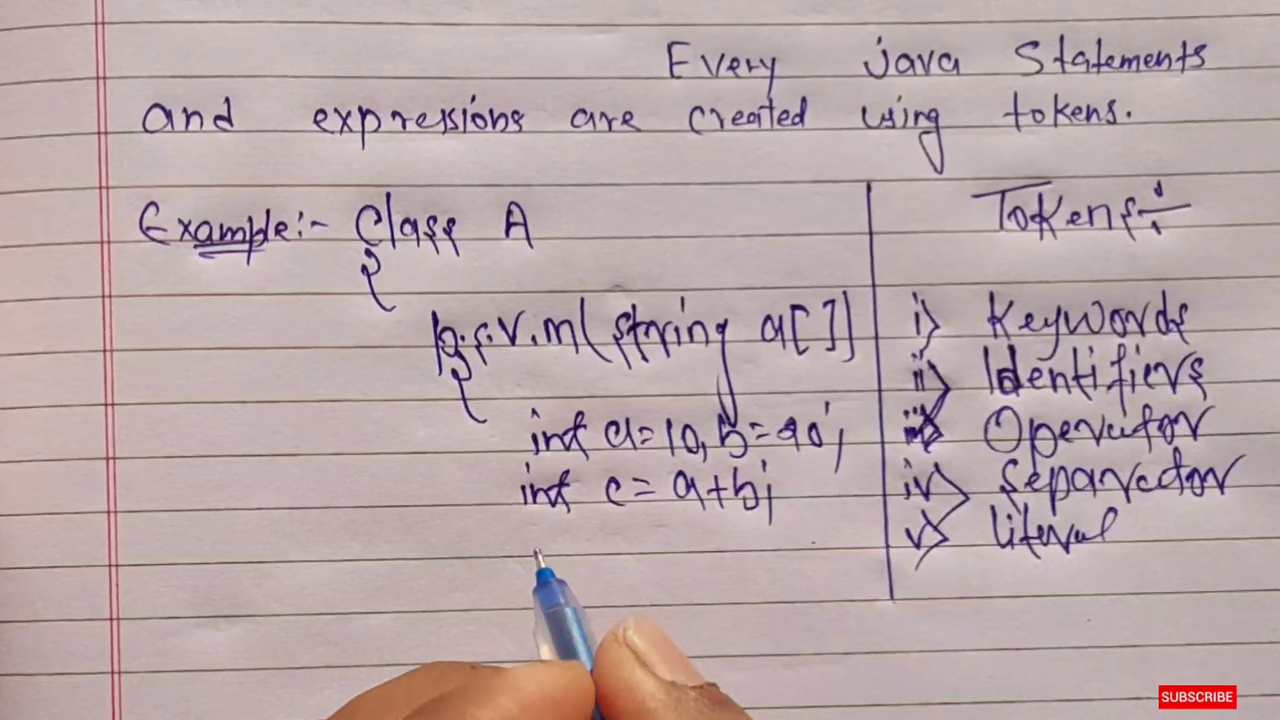 Every java Statements
and expressions are created using tokens.
Example:- Class A
{
p.s.v.m(string a[])
{
int a=10, b=20;
int c=a+b;
Tokens:-
i) Keywords
ii) Identifiers
iii) Operator
iv) Separator
v) literal
SUBSCRIBE